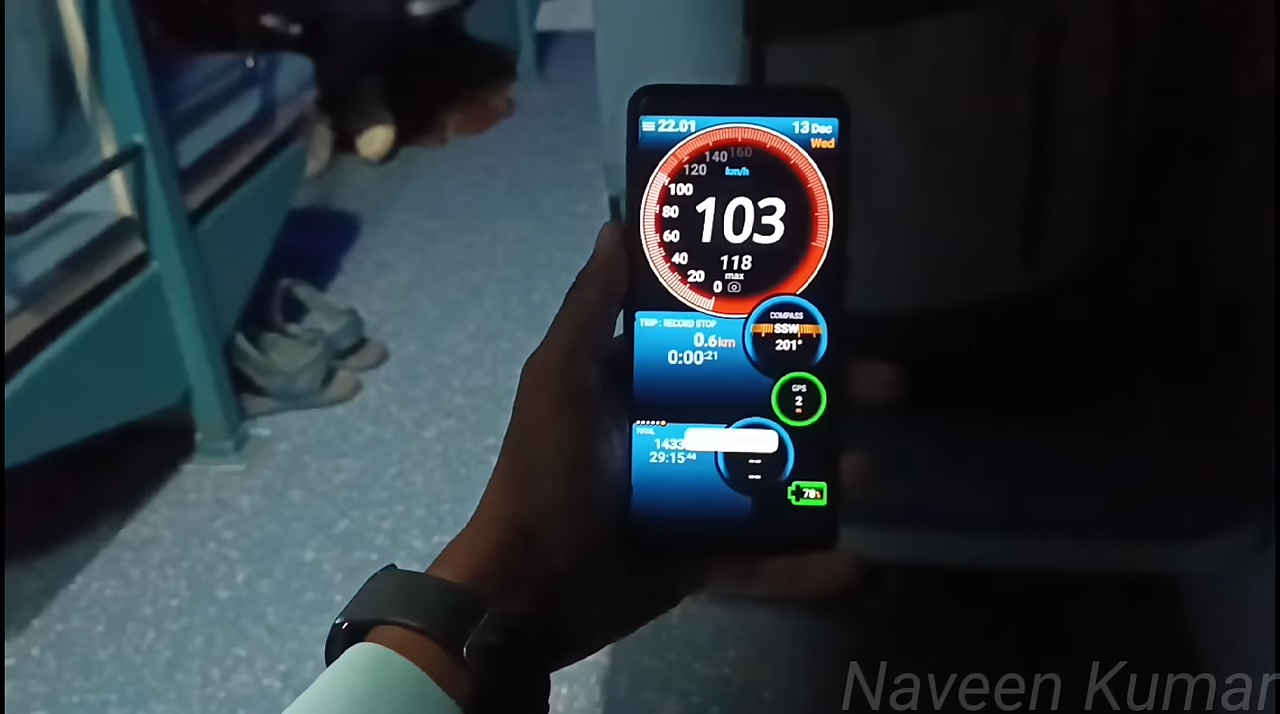 22.01
13 Dec
Wed
140 160
120
km/h
100
80
103
60
40
118
20
max
0
TRIP : RECORD STOP
COMPASS
SSW
201°
0.6km
0:00:21
GPS
2
m
TOTAL
1433
29:15:44
--
--
78%
Naveen Kumar